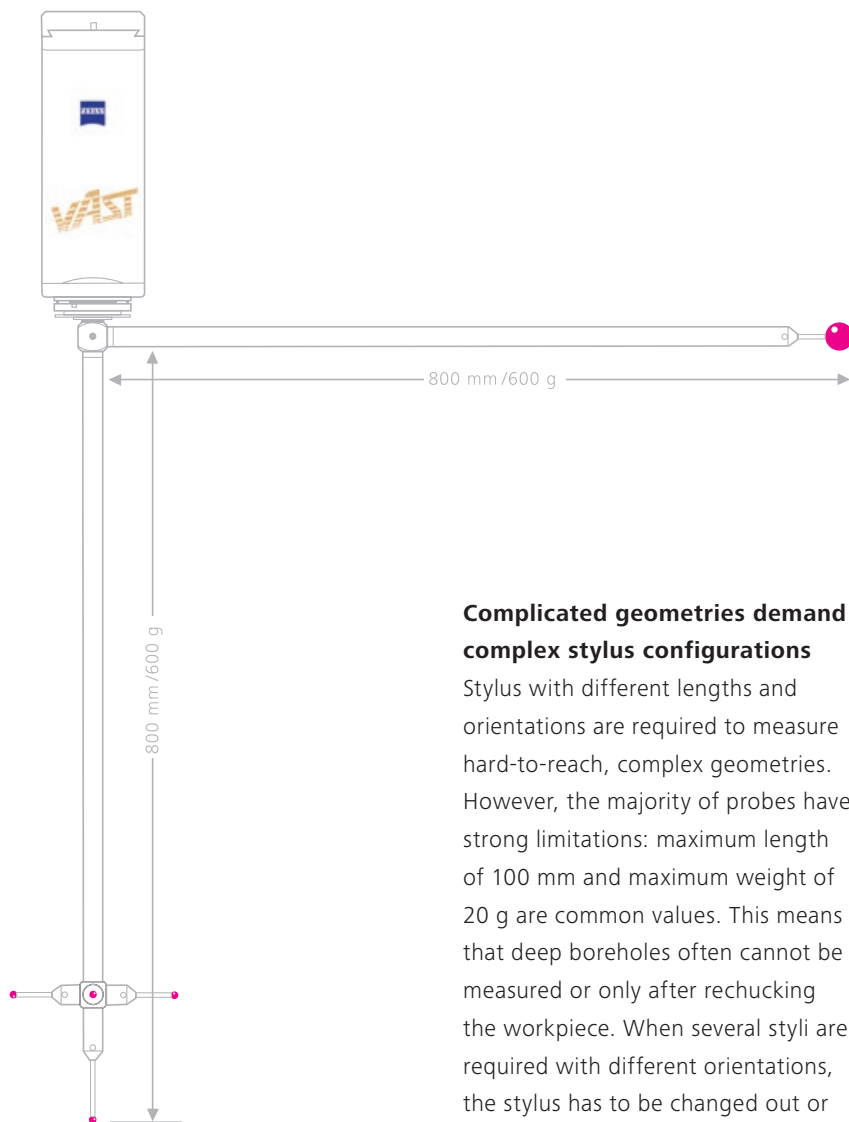 ZEISS
VAST
800 mm/600 g
800 mm/600 g
Complicated geometries demand
complex stylus configurations
Stylus with different lengths and
orientations are required to measure
hard-to-reach, complex geometries.
However, the majority of probes have
strong limitations: maximum length
of 100 mm and maximum weight of
20 g are common values. This means
that deep boreholes often cannot be
measured or only after rechucking
the workpiece. When several styli are
required with different orientations,
the stylus has to be changed out or